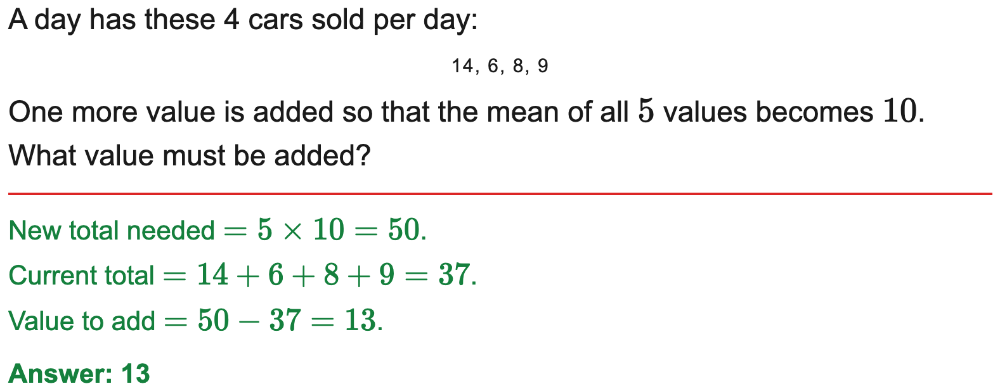 A day has these 4 cars sold per day:
14, 6, 8, 9
One more value is added so that the mean of all 5 values becomes 10.
What value must be added?
New total needed = 5 × 10 = 50.
Current total = 14 + 6 + 8 + 9 = 37.
Value to add = 50 − 37 = 13.
Answer: 13